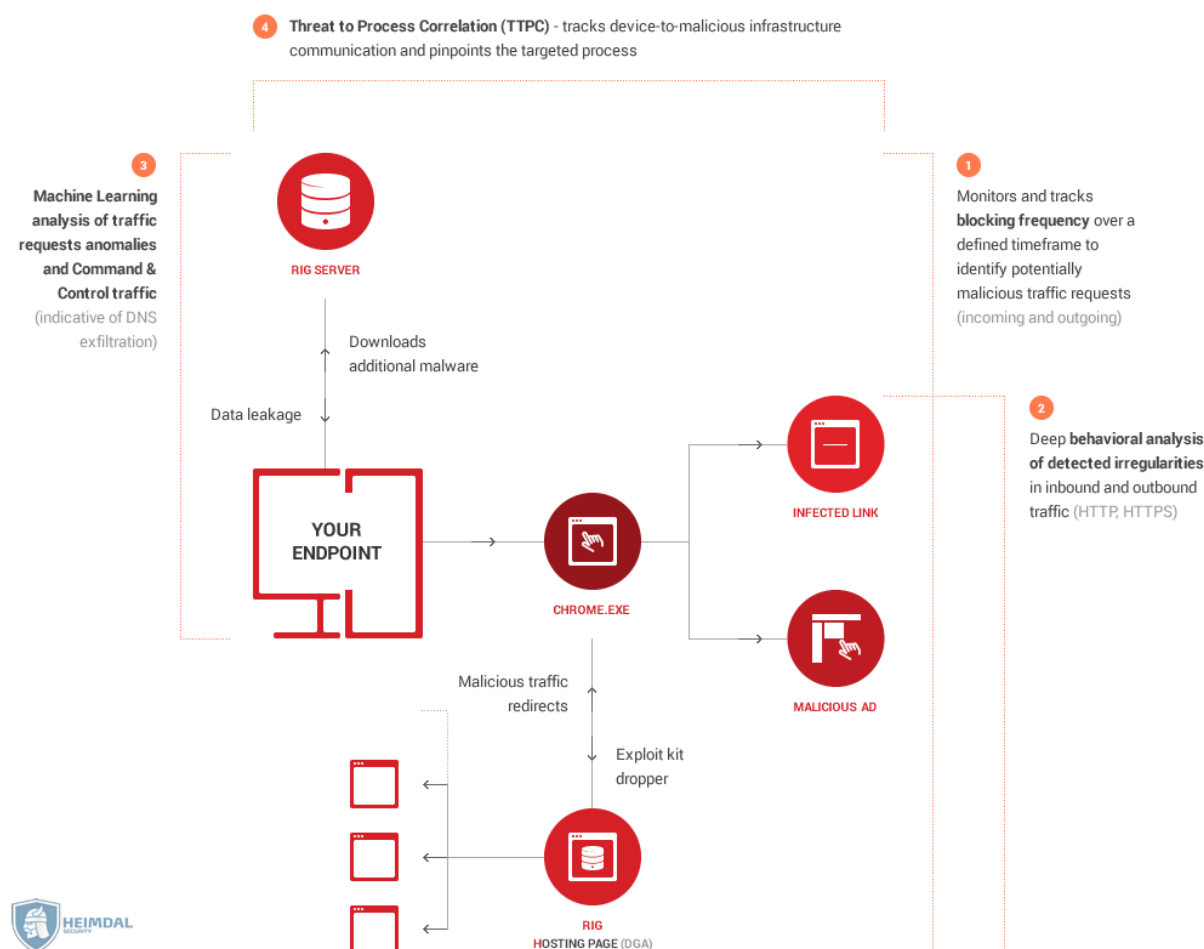 4
Threat to Process Correlation (TTPC) - tracks device-to-malicious infrastructure
communication and pinpoints the targeted process
3
Machine Learning
analysis of traffic
requests anomalies
and Command &
Control traffic
(indicative of DNS
exfiltration)
RIG SERVER
1
Monitors and tracks
blocking frequency over a
defined timeframe to
identify potentially
malicious traffic requests
(incoming and outgoing)
Downloads
additional malware
Data leakage
2
Deep behavioral analysis
of detected irregularities
in inbound and outbound
traffic (HTTP, HTTPS)
INFECTED LINK
YOUR
ENDPOINT
CHROME.EXE
MALICIOUS AD
Malicious traffic
redirects
Exploit kit
dropper
RIG
HOSTING PAGE (DGA)
HEIMDAL
SECURITY